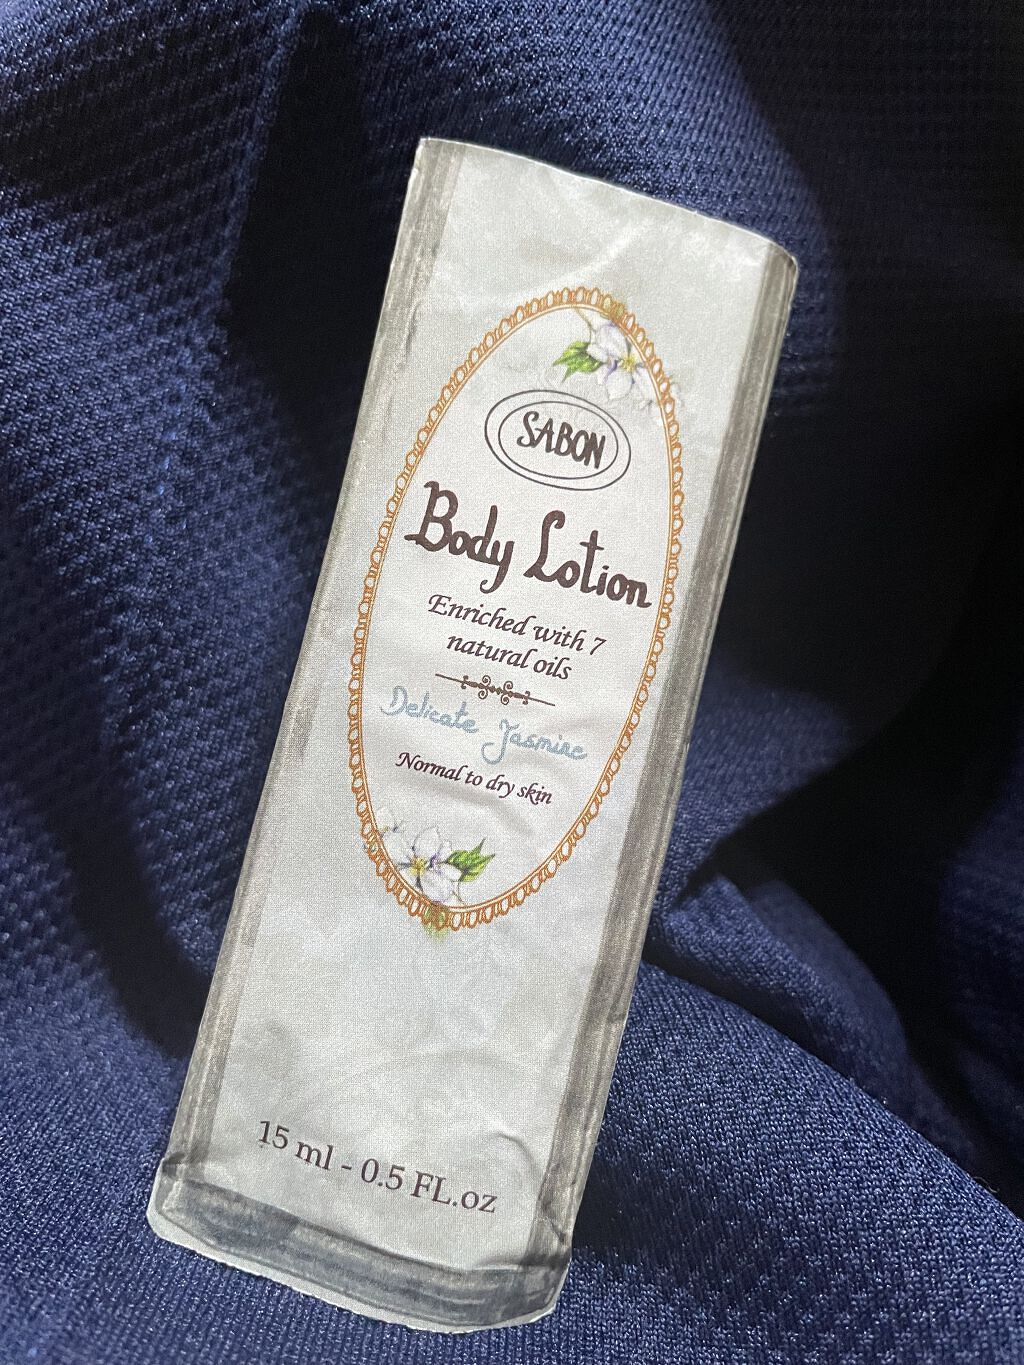 SABON
Body Lotion
Enriched with 7
natural oils
Delicate Jasmine
Normal to dry skin
15 ml - 0.5 FL.oz